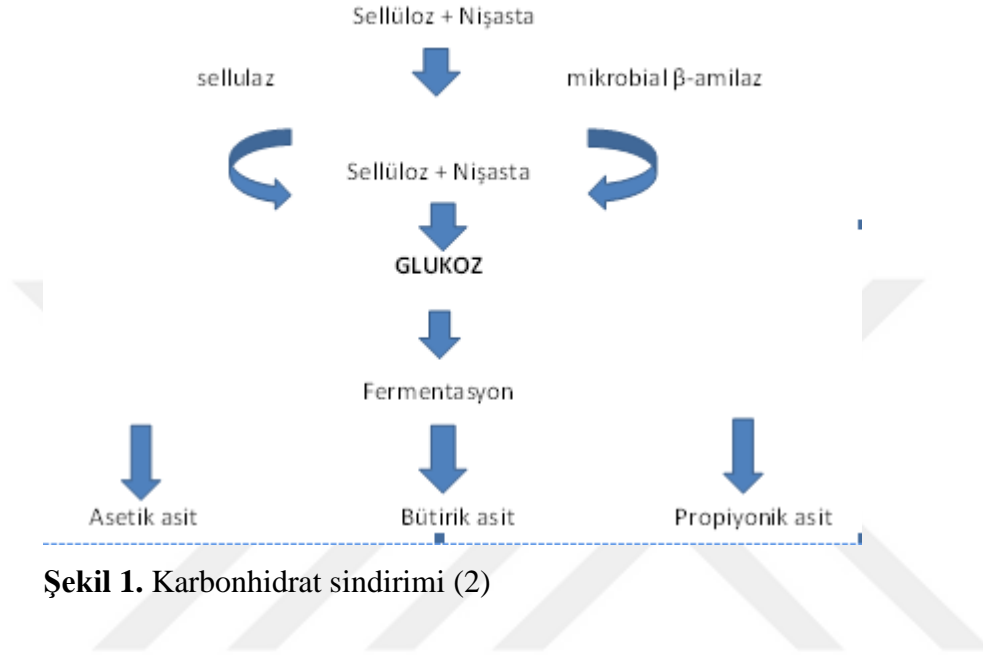 Sellüloz + Nişasta
sellulaz
mikrobial β-amilaz
Sellüloz + Nişasta
GLUKOZ
Fermentasyon
Asetik asit
Bütirik asit
Propiyonik asit
Şekil 1. Karbonhidrat sindirimi (2)